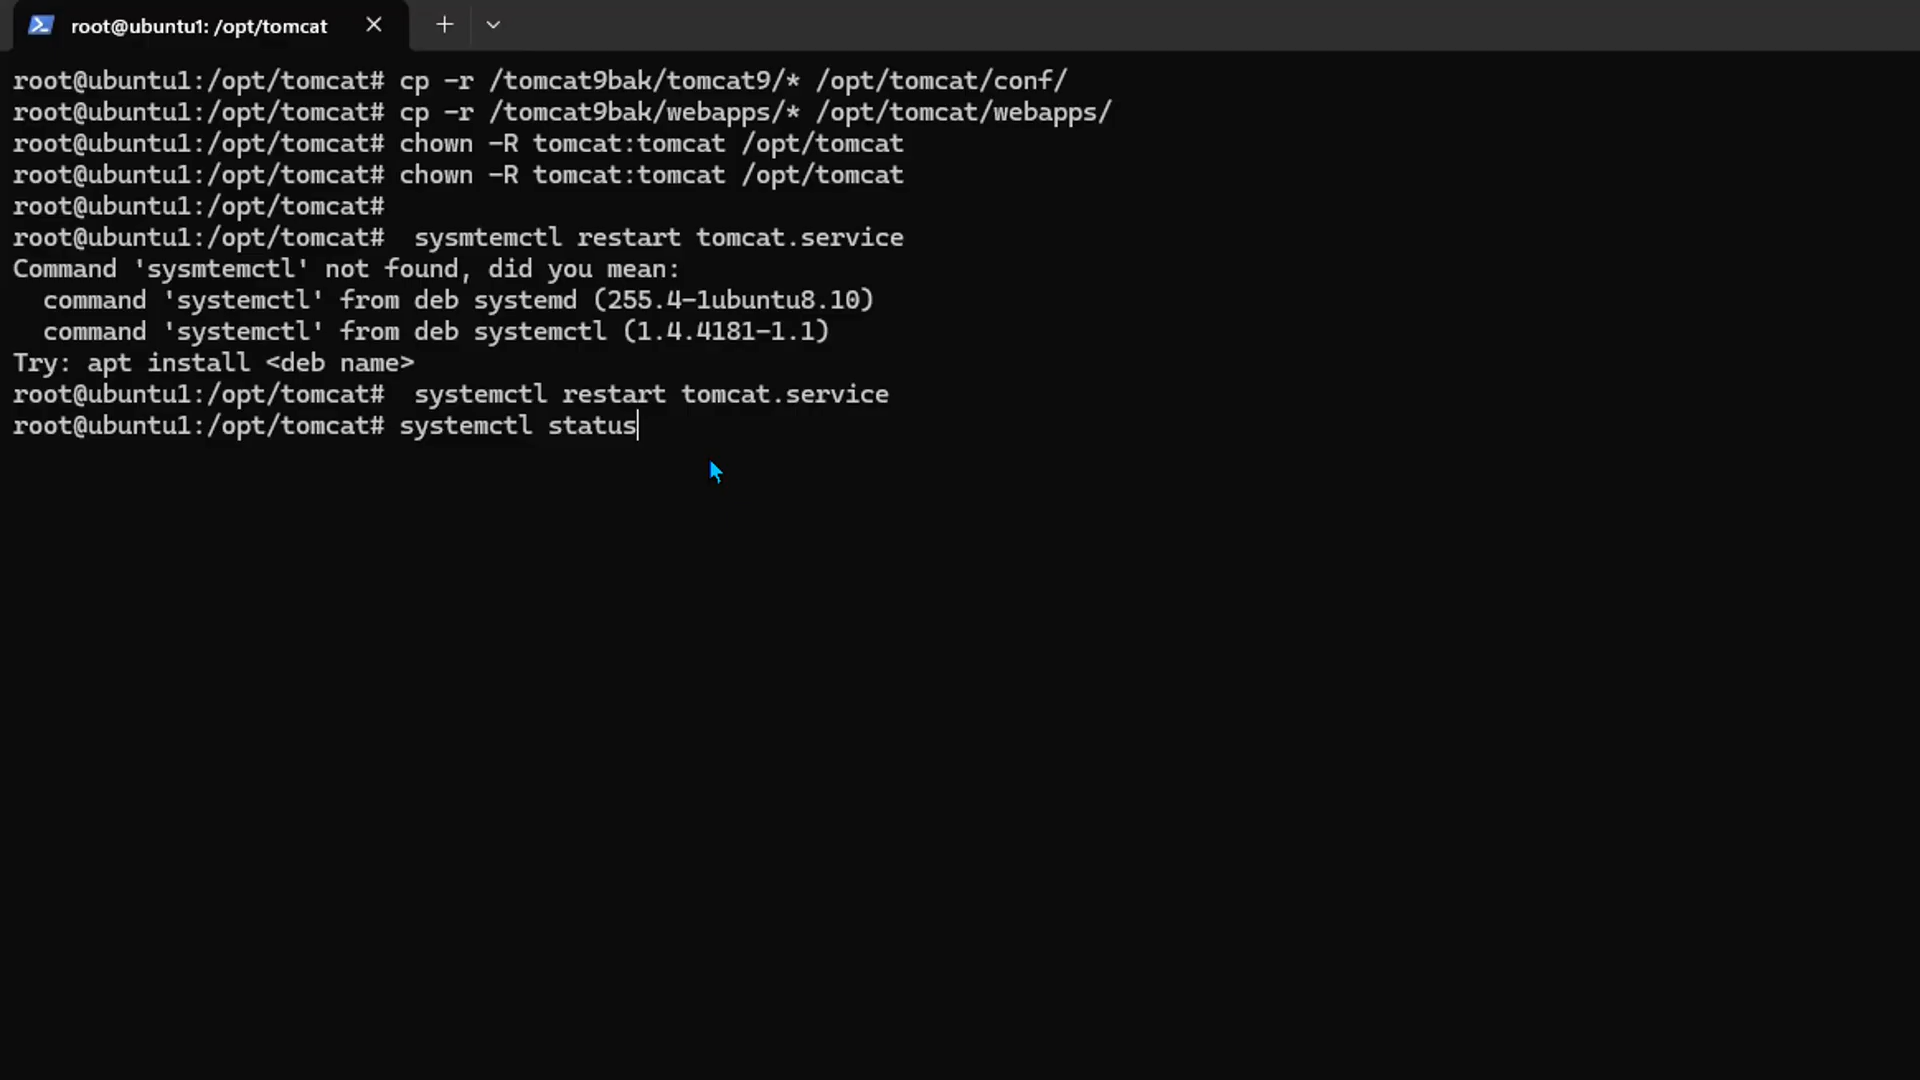 root@ubuntu1: /opt/tomcat
root@ubuntu1:/opt/tomcat# cp -r /tomcat9bak/tomcat9/* /opt/tomcat/conf/
root@ubuntu1:/opt/tomcat# cp -r /tomcat9bak/webapps/* /opt/tomcat/webapps/
root@ubuntu1:/opt/tomcat# chown -R tomcat:tomcat /opt/tomcat
root@ubuntu1:/opt/tomcat# chown -R tomcat:tomcat /opt/tomcat
root@ubuntu1:/opt/tomcat#
root@ubuntu1:/opt/tomcat#  sysmtemctl restart tomcat.service
Command 'sysmtemctl' not found, did you mean:
  command 'systemctl' from deb systemd (255.4-1ubuntu8.10)
  command 'systemctl' from deb systemctl (1.4.4181-1.1)
Try: apt install <deb name>
root@ubuntu1:/opt/tomcat#  systemctl restart tomcat.service
root@ubuntu1:/opt/tomcat# systemctl status